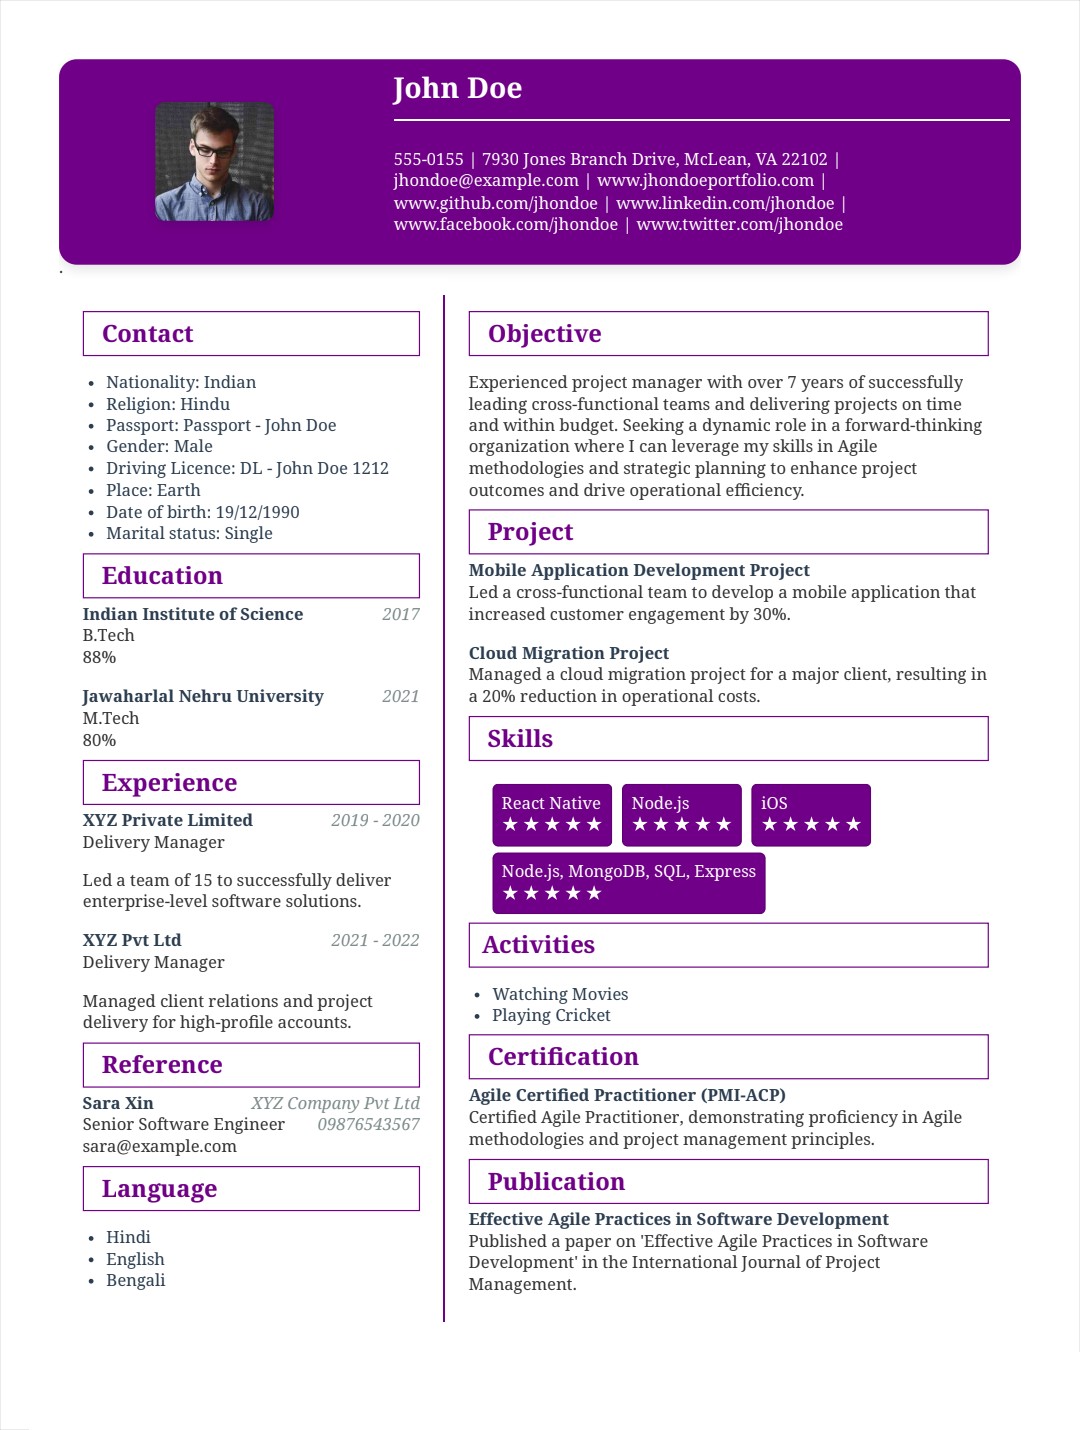 John Doe
555-0155 | 7930 Jones Branch Drive, McLean, VA 22102 |
jhondoe@example.com | www.jhondoeportfolio.com |
www.github.com/jhondoe | www.linkedin.com/jhondoe |
www.facebook.com/jhondoe | www.twitter.com/jhondoe
.
Contact
• Nationality: Indian
• Religion: Hindu
• Passport: Passport - John Doe
• Gender: Male
• Driving Licence: DL - John Doe 1212
• Place: Earth
• Date of birth: 19/12/1990
• Marital status: Single
Education
Indian Institute of Science 2017
B.Tech
88%
Jawaharlal Nehru University 2021
M.Tech
80%
Experience
XYZ Private Limited 2019 - 2020
Delivery Manager
Led a team of 15 to successfully deliver
enterprise-level software solutions.
XYZ Pvt Ltd 2021 - 2022
Delivery Manager
Managed client relations and project
delivery for high-profile accounts.
Reference
Sara Xin XYZ Company Pvt Ltd
Senior Software Engineer 09876543567
sara@example.com
Language
• Hindi
• English
• Bengali
Objective
Experienced project manager with over 7 years of successfully
leading cross-functional teams and delivering projects on time
and within budget. Seeking a dynamic role in a forward-thinking
organization where I can leverage my skills in Agile
methodologies and strategic planning to enhance project
outcomes and drive operational efficiency.
Project
Mobile Application Development Project
Led a cross-functional team to develop a mobile application that
increased customer engagement by 30%.
Cloud Migration Project
Managed a cloud migration project for a major client, resulting in
a 20% reduction in operational costs.
Skills
React Native Node.js iOS
★★★★★ ★★★★★ ★★★★★
Node.js, MongoDB, SQL, Express
★★★★★
Activities
• Watching Movies
• Playing Cricket
Certification
Agile Certified Practitioner (PMI-ACP)
Certified Agile Practitioner, demonstrating proficiency in Agile
methodologies and project management principles.
Publication
Effective Agile Practices in Software Development
Published a paper on 'Effective Agile Practices in Software
Development' in the International Journal of Project
Management.